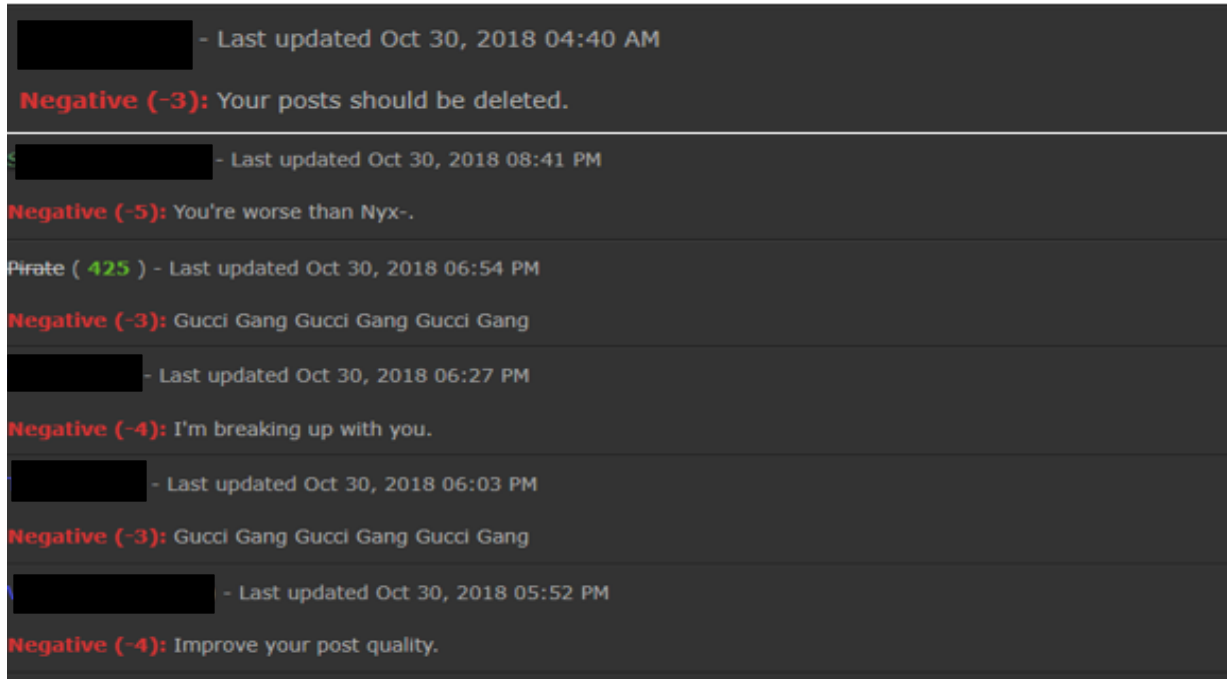 - Last updated Oct 30, 2018 04:40 AM
Negative (-3): Your posts should be deleted.
- Last updated Oct 30, 2018 08:41 PM
Negative (-5): You're worse than Nyx-.
Pirate ( 425 ) - Last updated Oct 30, 2018 06:54 PM
Negative (-3): Gucci Gang Gucci Gang Gucci Gang
- Last updated Oct 30, 2018 06:27 PM
Negative (-4): I'm breaking up with you.
- Last updated Oct 30, 2018 06:03 PM
Negative (-3): Gucci Gang Gucci Gang Gucci Gang
- Last updated Oct 30, 2018 05:52 PM
Negative (-4): Improve your post quality.